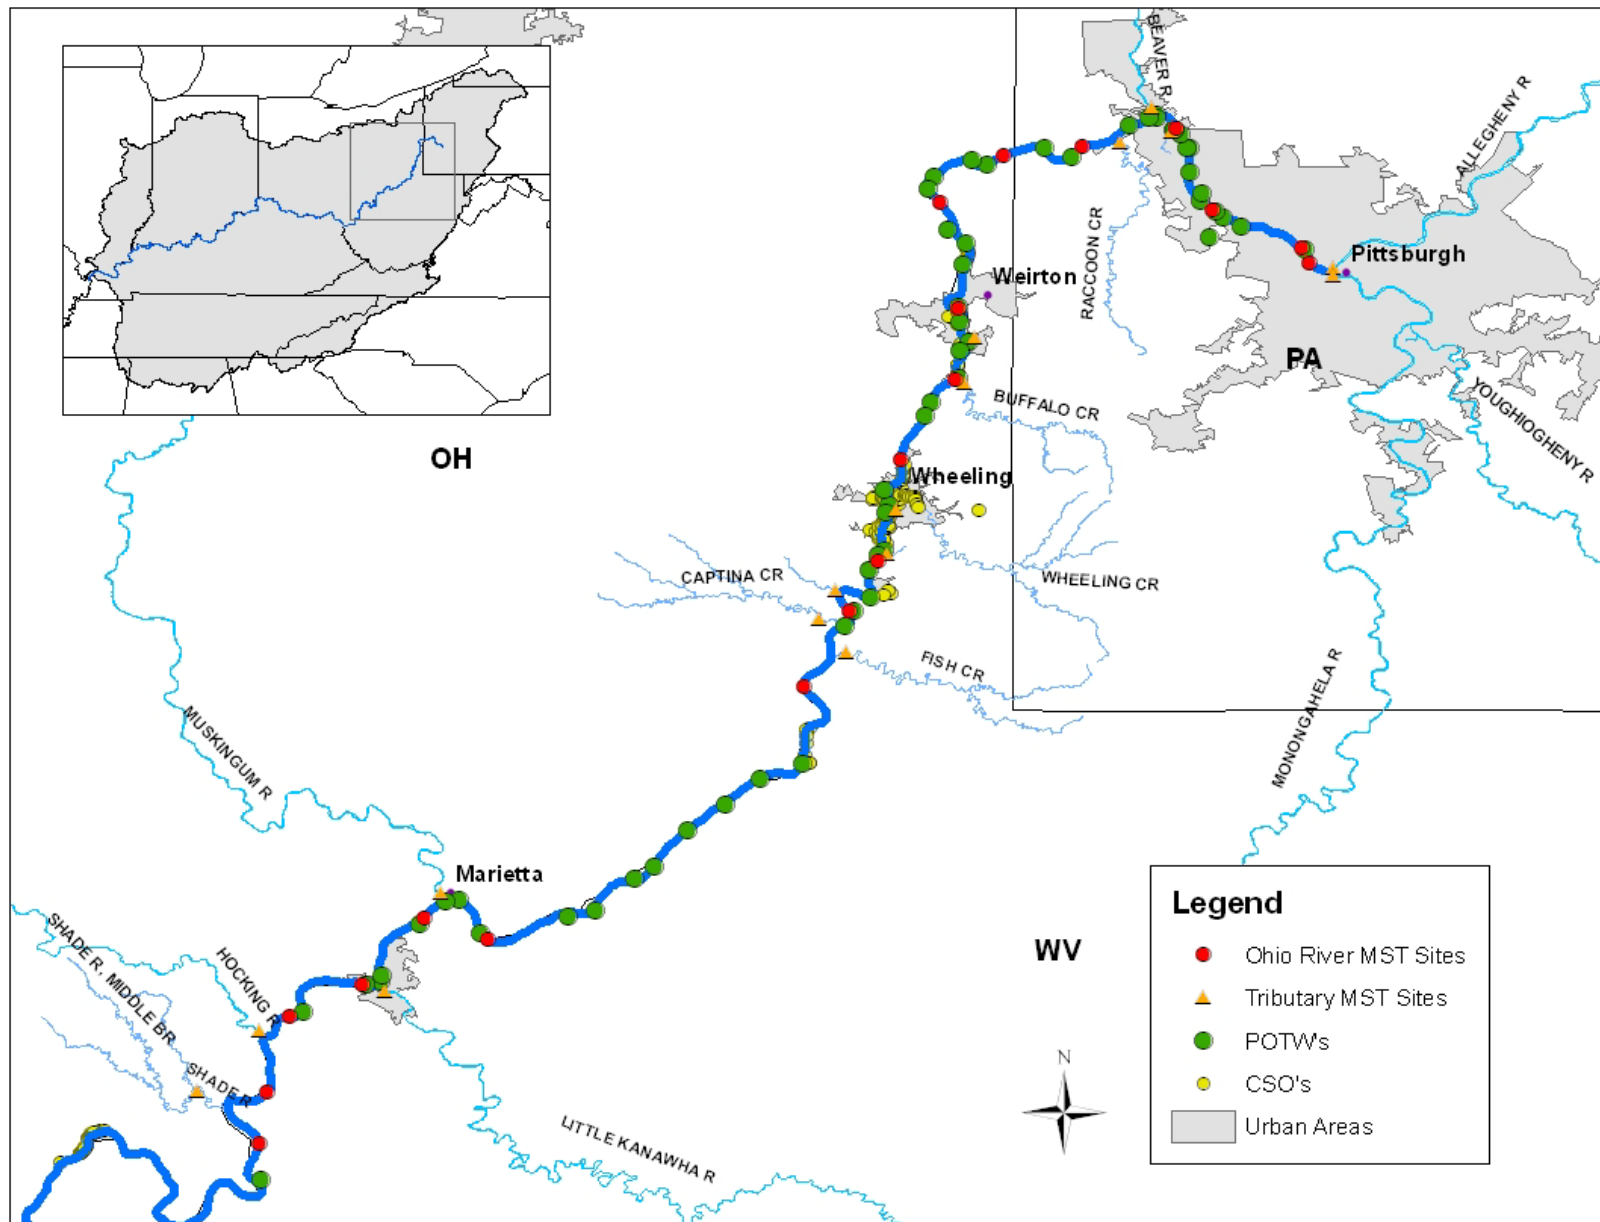 BEAVER R
ALLEGHENY R
RACCOON CR
Pittsburgh
Weirton
PA
BUFFALO CR
YOUGHIOGHENY R
OH
Wheeling
CAPTINA CR
WHEELING CR
FISH CR
MONONGAHELA R
MUSKINGUM R
Marietta
SHADE R, MIDDLE BR
HOCKING R
SHADE R
WV
LITTLE KANAWHA R
N
Legend
Ohio River MST Sites
Tributary MST Sites
POTW's
CSO's
Urban Areas